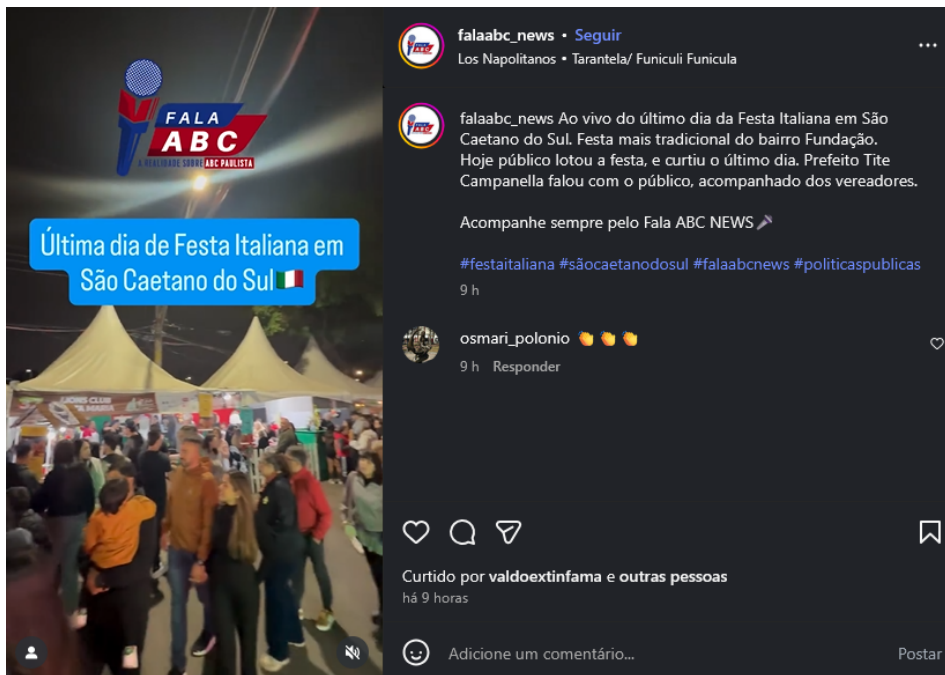 FALA
ABC
A REALIDADE SOBRE ABC PAULISTA
Última dia de Festa Italiana em
São Caetano do Sul🇮🇹
LIONS CLUB
MARIA
falaabc_news • Seguir
Los Napolitanos • Tarantela/ Funiculi Funicula
falaabc_news Ao vivo do último dia da Festa Italiana em São
Caetano do Sul. Festa mais tradicional do bairro Fundação.
Hoje público lotou a festa, e curtiu o último dia. Prefeito Tite
Campanella falou com o público, acompanhado dos vereadores.
Acompanhe sempre pelo Fala ABC NEWS🎤
#festaitaliana #sãocaetanodosul #falaabcnews #politicaspublicas
9 h
osmari_polonio 👏 👏 👏
9 h Responder
Curtido por valdoextinfama e outras pessoas
há 9 horas
Adicione um comentário...
Postar